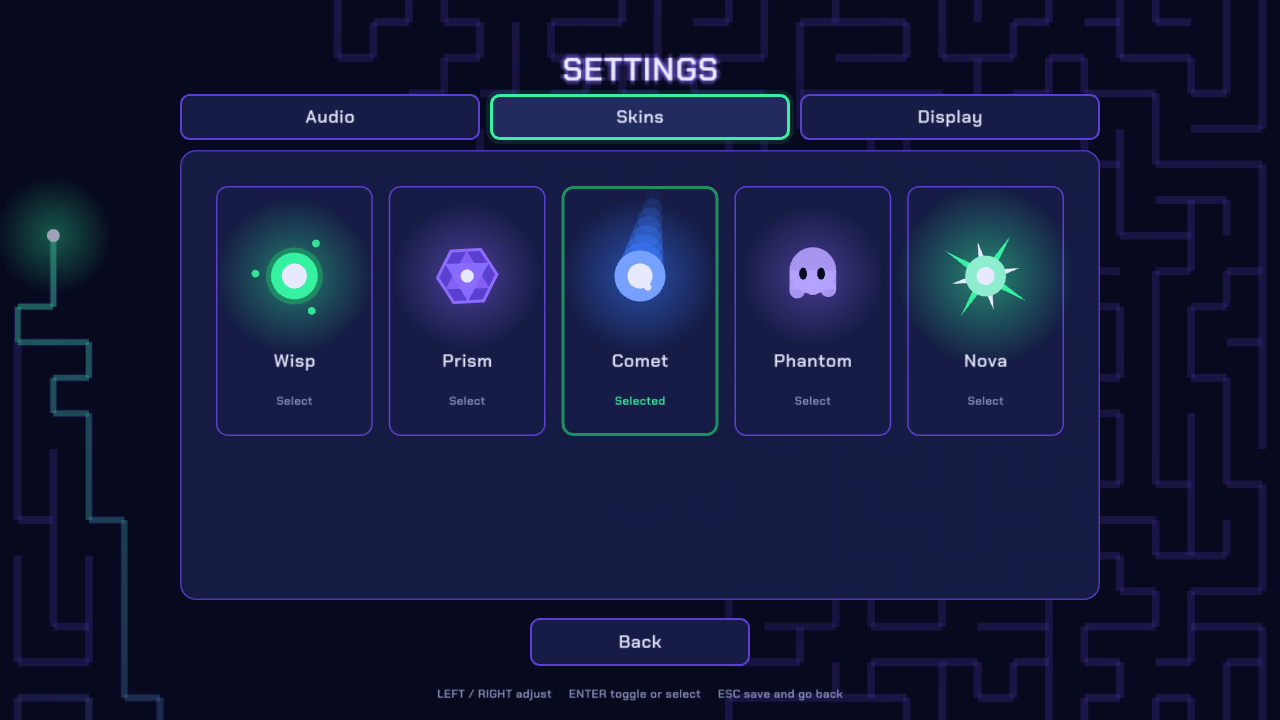 SETTINGS
Audio
Skins
Display
Wisp
Prism
Comet
Phantom
Nova
Select
Select
Selected
Select
Select
Back
LEFT / RIGHT adjust ENTER toggle or select ESC save and go back